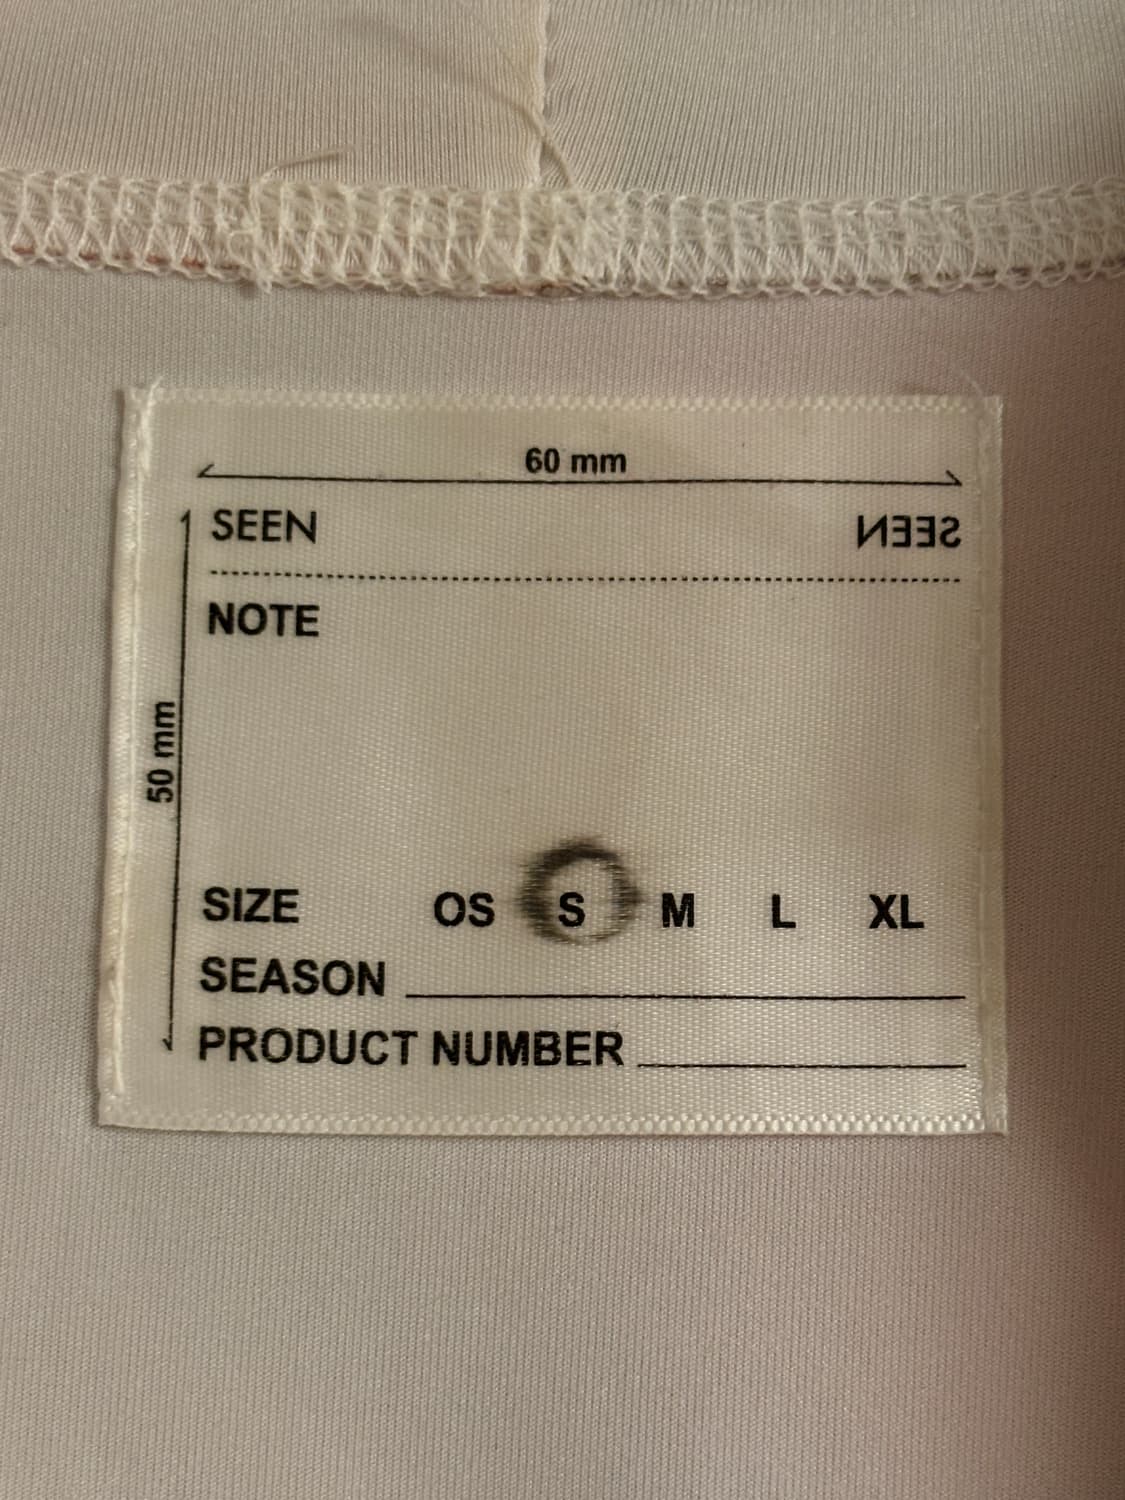 60 mm
SEEN SEEN
NOTE
50 mm
SIZE OS S M L XL
SEASON
PRODUCT NUMBER